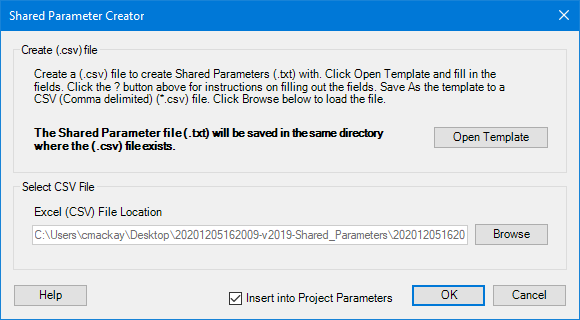 Shared Parameter Creator
Create (.csv) file
Create a (.csv) file to create Shared Parameters (.txt) with. Click Open Template and fill in the
fields. Click the ? button above for instructions on filling out the fields. Save As the template to a
CSV (Comma delimited) (*.csv) file. Click Browse below to load the file.
The Shared Parameter file (.txt) will be saved in the same directory
where the (.csv) file exists.
Open Template
Select CSV File
Excel (CSV) File Location
C:\Users\cmackay\Desktop\20201205162009-v2019-Shared_Parameters\202012051620
Browse
Help
Insert into Project Parameters
OK
Cancel